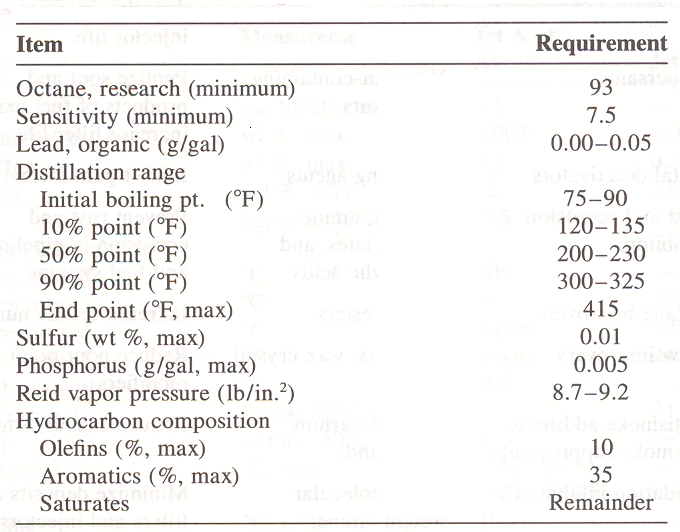 Item Requirement
Octane, research (minimum) 93
Sensitivity (minimum) 7.5
Lead, organic (g/gal) 0.00–0.05
Distillation range
Initial boiling pt. (°F) 75–90
10% point (°F) 120–135
50% point (°F) 200–230
90% point (°F) 300–325
End point (°F, max) 415
Sulfur (wt %, max) 0.01
Phosphorus (g/gal, max) 0.005
Reid vapor pressure (lb/in.²) 8.7–9.2
Hydrocarbon composition
Olefins (%, max) 10
Aromatics (%, max) 35
Saturates Remainder